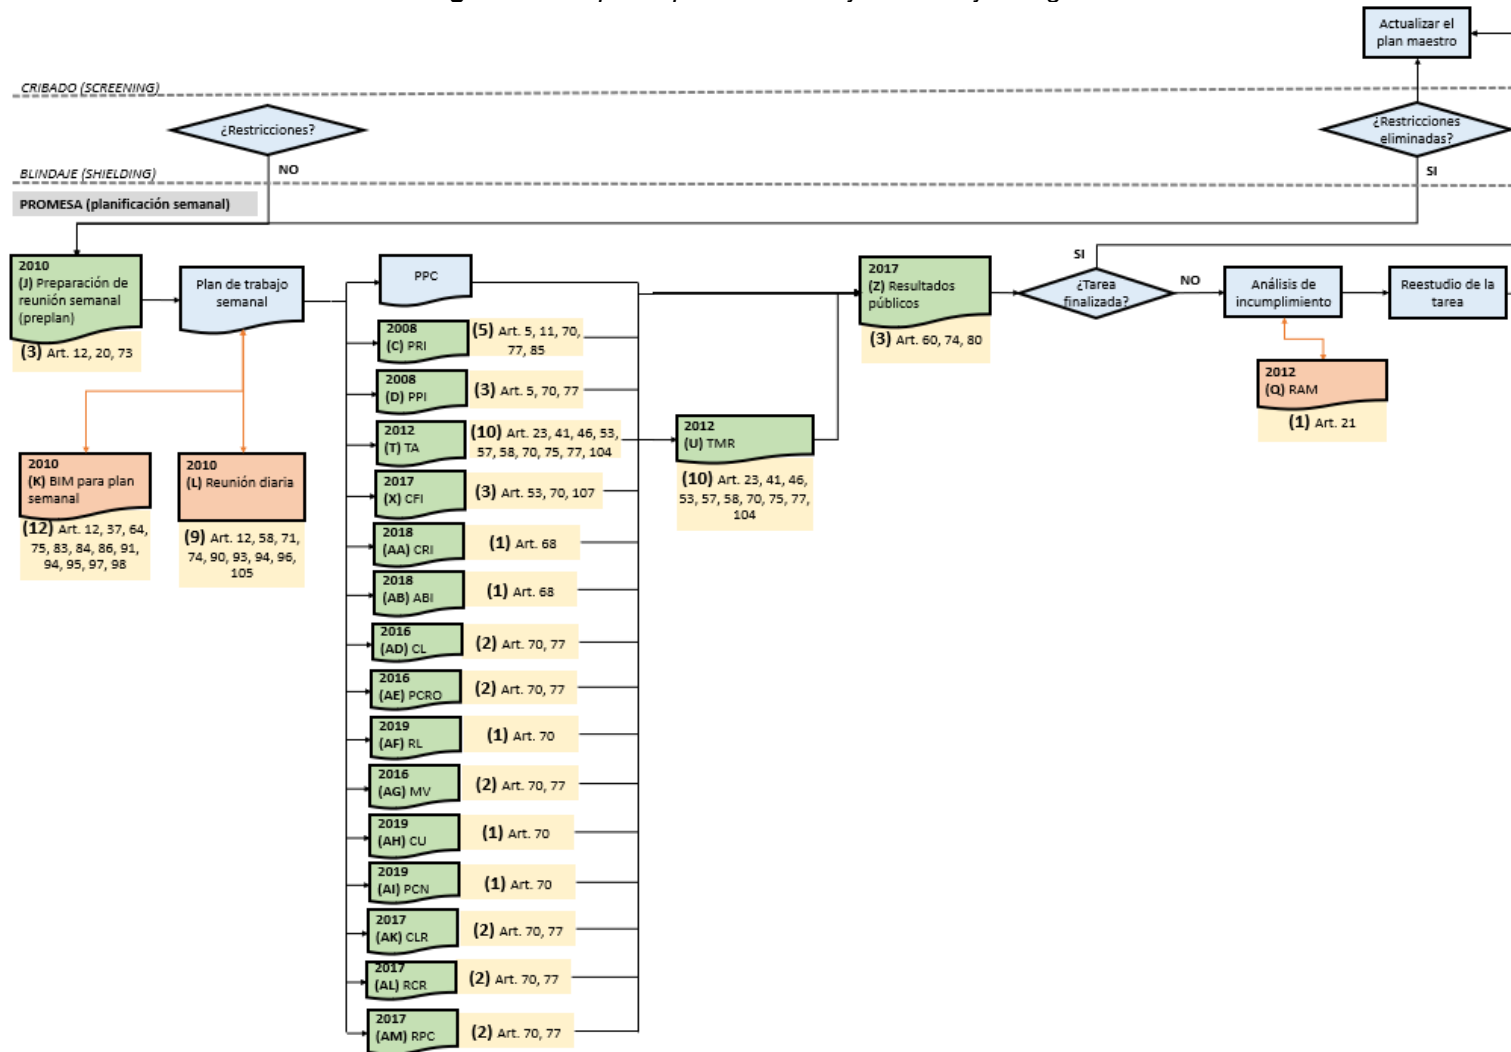 Actualizar el
plan maestro
CRIBADO (SCREENING)
¿Restricciones?
¿Restricciones
eliminadas?
NO
SI
BLINDAJE (SHIELDING)
PROMESA (planificación semanal)
2010
(J) Preparación de
reunión semanal
(preplan)
(3) Art. 12, 20, 73
Plan de trabajo
semanal
2010
(K) BIM para plan
semanal
(12) Art. 12, 37, 64,
75, 83, 84, 86, 91,
94, 95, 97, 98
2010
(L) Reunión diaria
(9) Art. 12, 58, 71,
74, 90, 93, 94, 96,
105
PPC
2008
(C) PRI
(5) Art. 5, 11, 70,
77, 85
2008
(D) PPI
(3) Art. 5, 70, 77
2012
(T) TA
(10) Art. 23, 41, 46, 53,
57, 58, 70, 75, 77, 104
2017
(X) CFI
(3) Art. 53, 70, 107
2018
(AA) CRI
(1) Art. 68
2018
(AB) ABI
(1) Art. 68
2016
(AD) CL
(2) Art. 70, 77
2016
(AE) PCRO
(2) Art. 70, 77
2019
(AF) RL
(1) Art. 70
2016
(AG) MV
(2) Art. 70, 77
2019
(AH) CU
(1) Art. 70
2019
(AI) PCN
(1) Art. 70
2017
(AK) CLR
(2) Art. 70, 77
2017
(AL) RCR
(2) Art. 70, 77
2017
(AM) RPC
(2) Art. 70, 77
2012
(U) TMR
(10) Art. 23, 41, 46,
53, 57, 58, 70, 75, 77,
104
2017
(Z) Resultados
públicos
(3) Art. 60, 74, 80
SI
¿Tarea
finalizada?
NO
Análisis de
incumplimiento
Reestudio de la
tarea
2012
(Q) RAM
(1) Art. 21